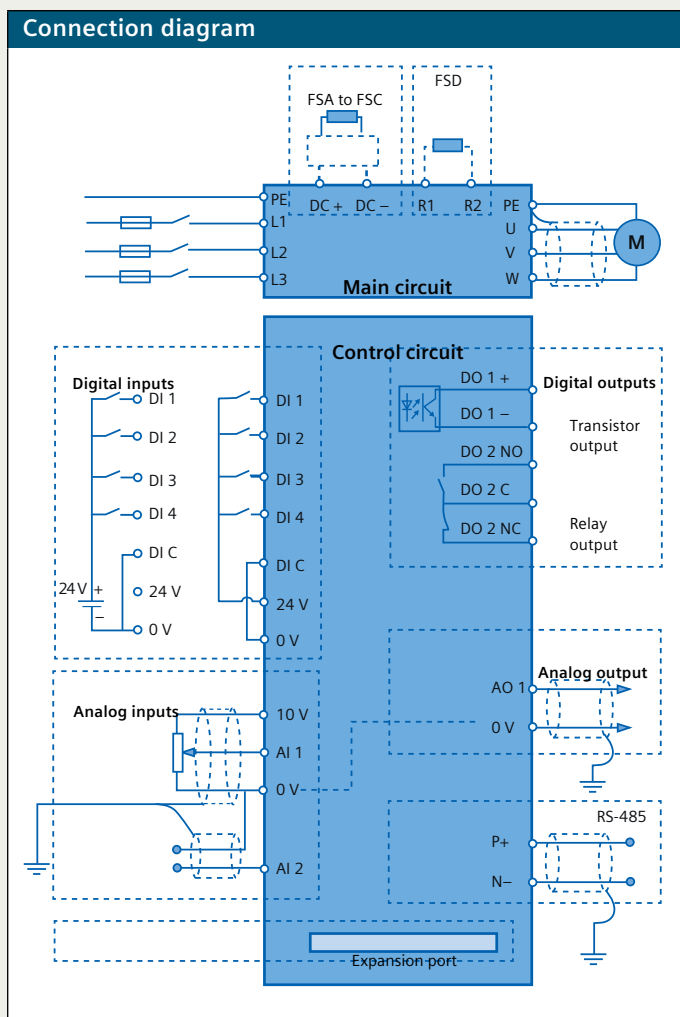 Connection diagram
FSA to FSC
FSD
PE
DC +
DC –
R1
R2
PE
L1
U
L2
V
M
L3
W
Main circuit
Control circuit
Digital inputs
DI 1
DI 2
DI 3
DI 4
DI C
24 V +
24 V
–
0 V
DI 1
DI 2
DI 3
DI 4
DI C
24 V
0 V
DO 1 +
Digital outputs
DO 1 –
Transistor
output
DO 2 NO
DO 2 C
DO 2 NC
Relay
output
Analog inputs
10 V
AI 1
0 V
AI 2
Analog output
AO 1
0 V
RS-485
P+
N–
Expansion port